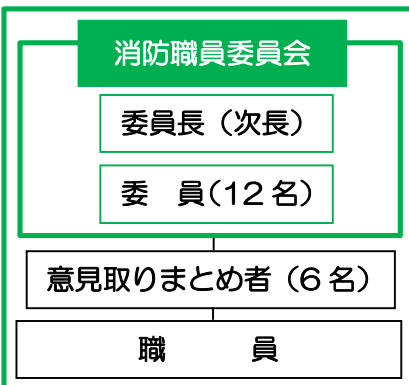 消防職員委員会
委員長（次長）
委　員（12名）
意見取りまとめ者（6名）
職　　　員